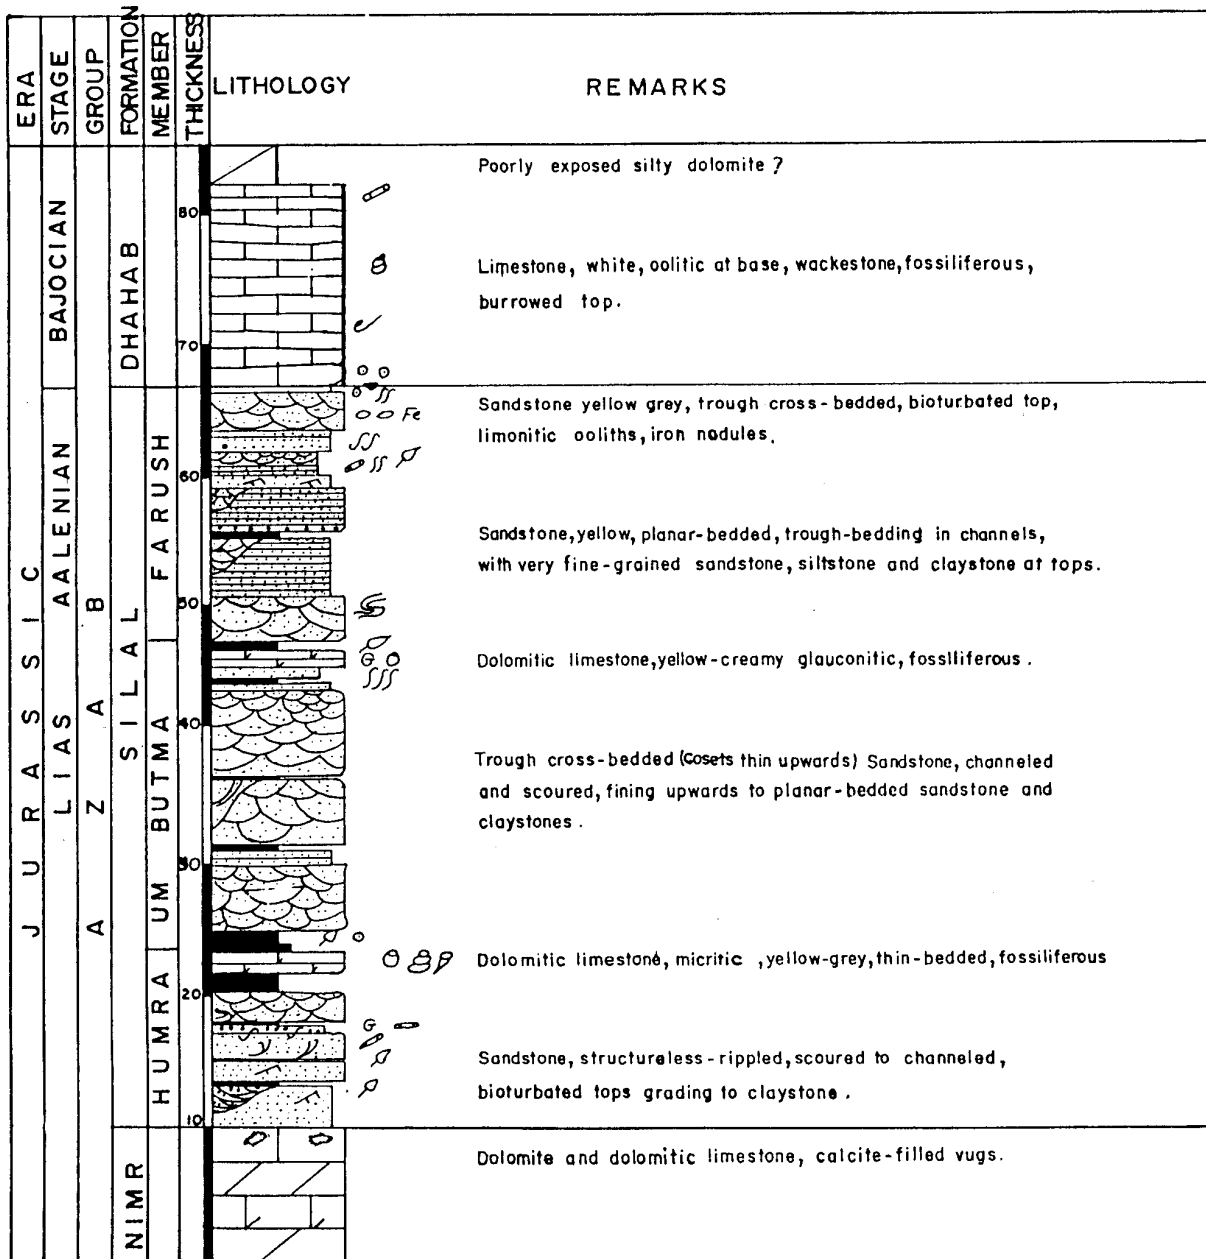 ERA
STAGE
GROUP
FORMATION
MEMBER
THICKNESS
LITHOLOGY
REMARKS
JURASSIC
LIAS AALENIAN
BAJOCIAN
AZAB
NIMR
SILAL
DHAHAB
HUMRA
UM BUTMA
FARUSH
80
70
60
50
40
30
20
10
Poorly exposed silty dolomite ?
Limestone, white, oolitic at base, wackestone, fossiliferous,
burrowed top.
Fe
Sandstone yellow grey, trough cross-bedded, bioturbated top,
limonitic ooliths, iron nodules.
Sandstone, yellow, planar-bedded, trough-bedding in channels,
with very fine-grained sandstone, siltstone and claystone at tops.
G
Dolomitic limestone, yellow-creamy glauconitic, fossiliferous .
Trough cross-bedded (Cosets thin upwards) Sandstone, channeled
and scoured, fining upwards to planar-bedded sandstone and
claystones .
Dolomitic limestone, micritic , yellow-grey, thin-bedded, fossiliferous
G
Sandstone, structureless-rippled, scoured to channeled,
bioturbated tops grading to claystone .
Dolomite and dolomitic limestone, calcite-filled vugs.